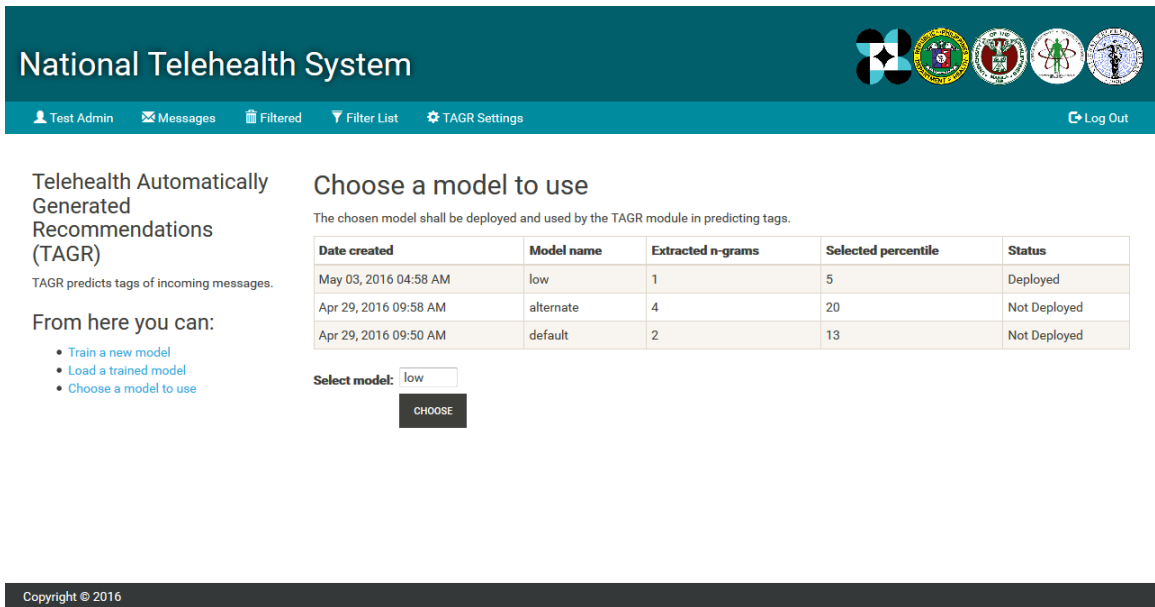 National Telehealth System
Test Admin Messages Filtered Filter List TAGR Settings Log Out
Telehealth Automatically
Generated
Recommendations
(TAGR)
TAGR predicts tags of incoming messages.
From here you can:
Train a new model
Load a trained model
Choose a model to use
Choose a model to use
The chosen model shall be deployed and used by the TAGR module in predicting tags.
Date created Model name Extracted n-grams Selected percentile Status
May 03, 2016 04:58 AM low 1 5 Deployed
Apr 29, 2016 09:58 AM alternate 4 20 Not Deployed
Apr 29, 2016 09:50 AM default 2 13 Not Deployed
Select model: low
CHOOSE
Copyright © 2016